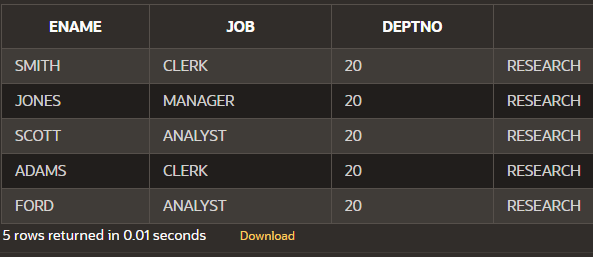 ENAME JOB DEPTNO
SMITH CLERK 20 RESEARCH
JONES MANAGER 20 RESEARCH
SCOTT ANALYST 20 RESEARCH
ADAMS CLERK 20 RESEARCH
FORD ANALYST 20 RESEARCH
5 rows returned in 0.01 seconds Download